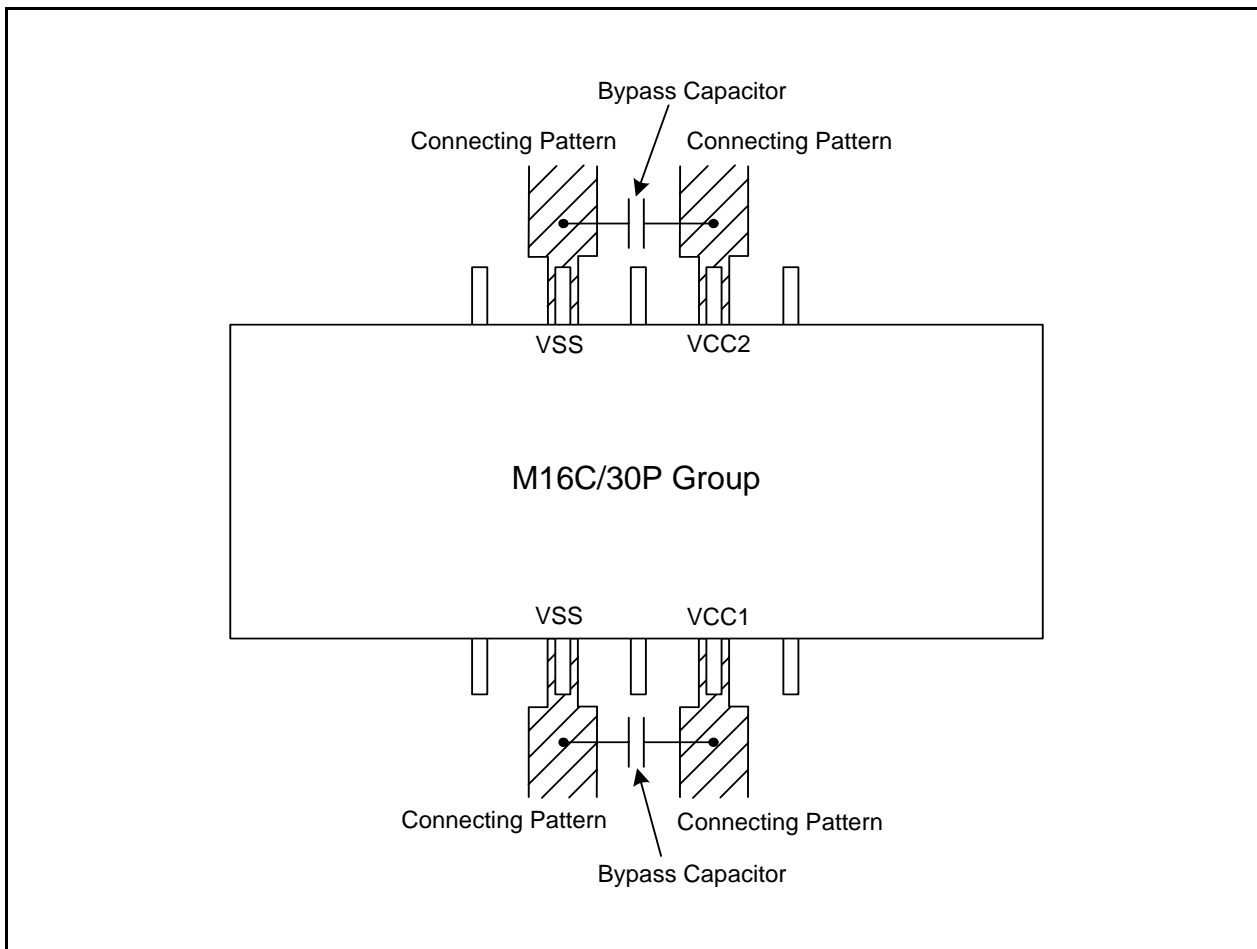 Bypass Capacitor
Connecting Pattern
Connecting Pattern
VSS
VCC2
M16C/30P Group
VSS
VCC1
Connecting Pattern
Connecting Pattern
Bypass Capacitor